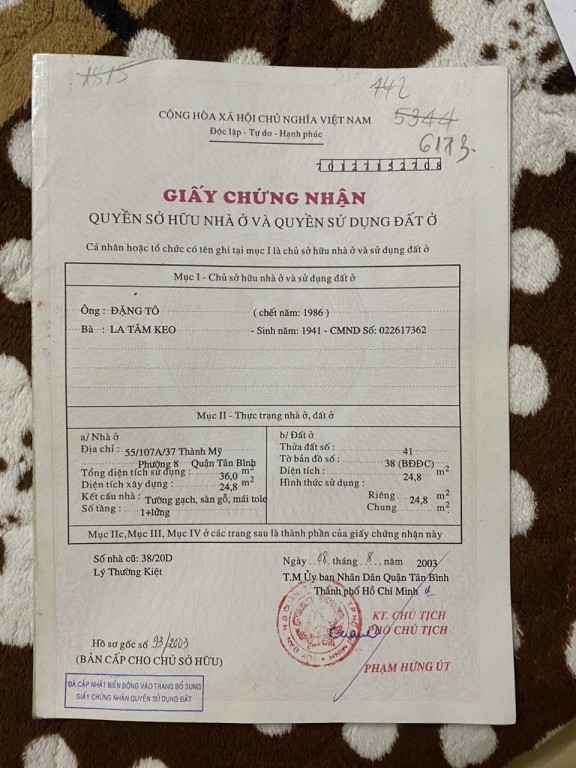 1815
142
CỘNG HÒA XÃ HỘI CHỦ NGHĨA VIỆT NAM
5344
Độc lập - Tự do - Hạnh phúc
6173
70127152708
GIẤY CHỨNG NHẬN
QUYỀN SỞ HỮU NHÀ Ở VÀ QUYỀN SỬ DỤNG ĐẤT Ở
Cá nhân hoặc tổ chức có tên ghi tại mục I là chủ sở hữu nhà ở và sử dụng đất ở
Mục I - Chủ sở hữu nhà ở và sử dụng đất ở
Ông : ĐẶNG TÔ ( chết năm: 1986 )
Bà : LA TÂM KEO - Sinh năm: 1941 - CMND Số: 022617362
Mục II - Thực trạng nhà ở, đất ở
a/ Nhà ở
Địa chỉ : 55/107A/37 Thành Mỹ
Phường 8 Quận Tân Bình
Tổng diện tích sử dụng : 36,0 m²
Diện tích xây dựng : 24,8 m²
Kết cấu nhà : Tường gạch, sàn gỗ, mái tole
Số tầng : 1+lửng
b/ Đất ở
Thửa đất số : 41
Tờ bản đồ số : 38 (BĐĐC)
Diện tích : 24,8 m²
Hình thức sử dụng :
Riêng 24,8 m²
Chung m²
Mục IIc, Mục III, Mục IV ở các trang sau là thành phần của giấy chứng nhận này
Số nhà cũ: 38/20D
Lý Thường Kiệt
Ngày 08 tháng 8 năm 2003
T.M Ủy ban Nhân Dân Quận Tân Bình
Thành phố Hồ Chí Minh
KT. CHỦ TỊCH
PHÓ CHỦ TỊCH
Hồ sơ gốc số 93/2003
(BẢN CẤP CHO CHỦ SỞ HỮU)
PHẠM HƯNG ÚT
ĐÃ CẬP NHẬT BIẾN ĐỘNG VÀO TRANG BỔ SUNG
GIẤY CHỨNG NHẬN QUYỀN SỬ DỤNG ĐẤT